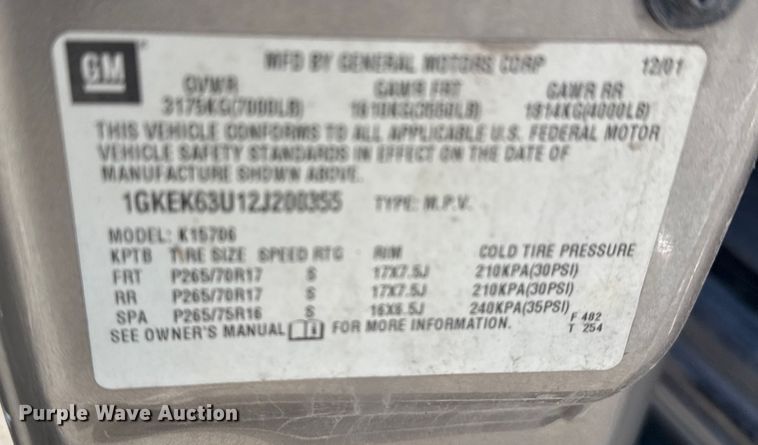 GM
MFD BY GENERAL MOTORS CORP 12/01
GVWR GAWR FRT GAWR RR
3175KG(7000LB) 1610KG(3550LB) 1814KG(4000LB)
THIS VEHICLE CONFORMS TO ALL APPLICABLE U.S. FEDERAL MOTOR
VEHICLE SAFETY STANDARDS IN EFFECT ON THE DATE OF
MANUFACTURE SHOWN ABOVE.
1GKEK63U12J200355 TYPE: M.P.V.
MODEL: K15706
KPTB TIRE SIZE SPEED RTG RIM COLD TIRE PRESSURE
FRT P265/70R17 S 17X7.5J 210KPA(30PSI)
RR P265/70R17 S 17X7.5J 210KPA(30PSI)
SPA P265/75R16 S 16X6.5J 240KPA(35PSI)
SEE OWNER'S MANUAL FOR MORE INFORMATION.
F 482
T 254
Purple Wave Auction